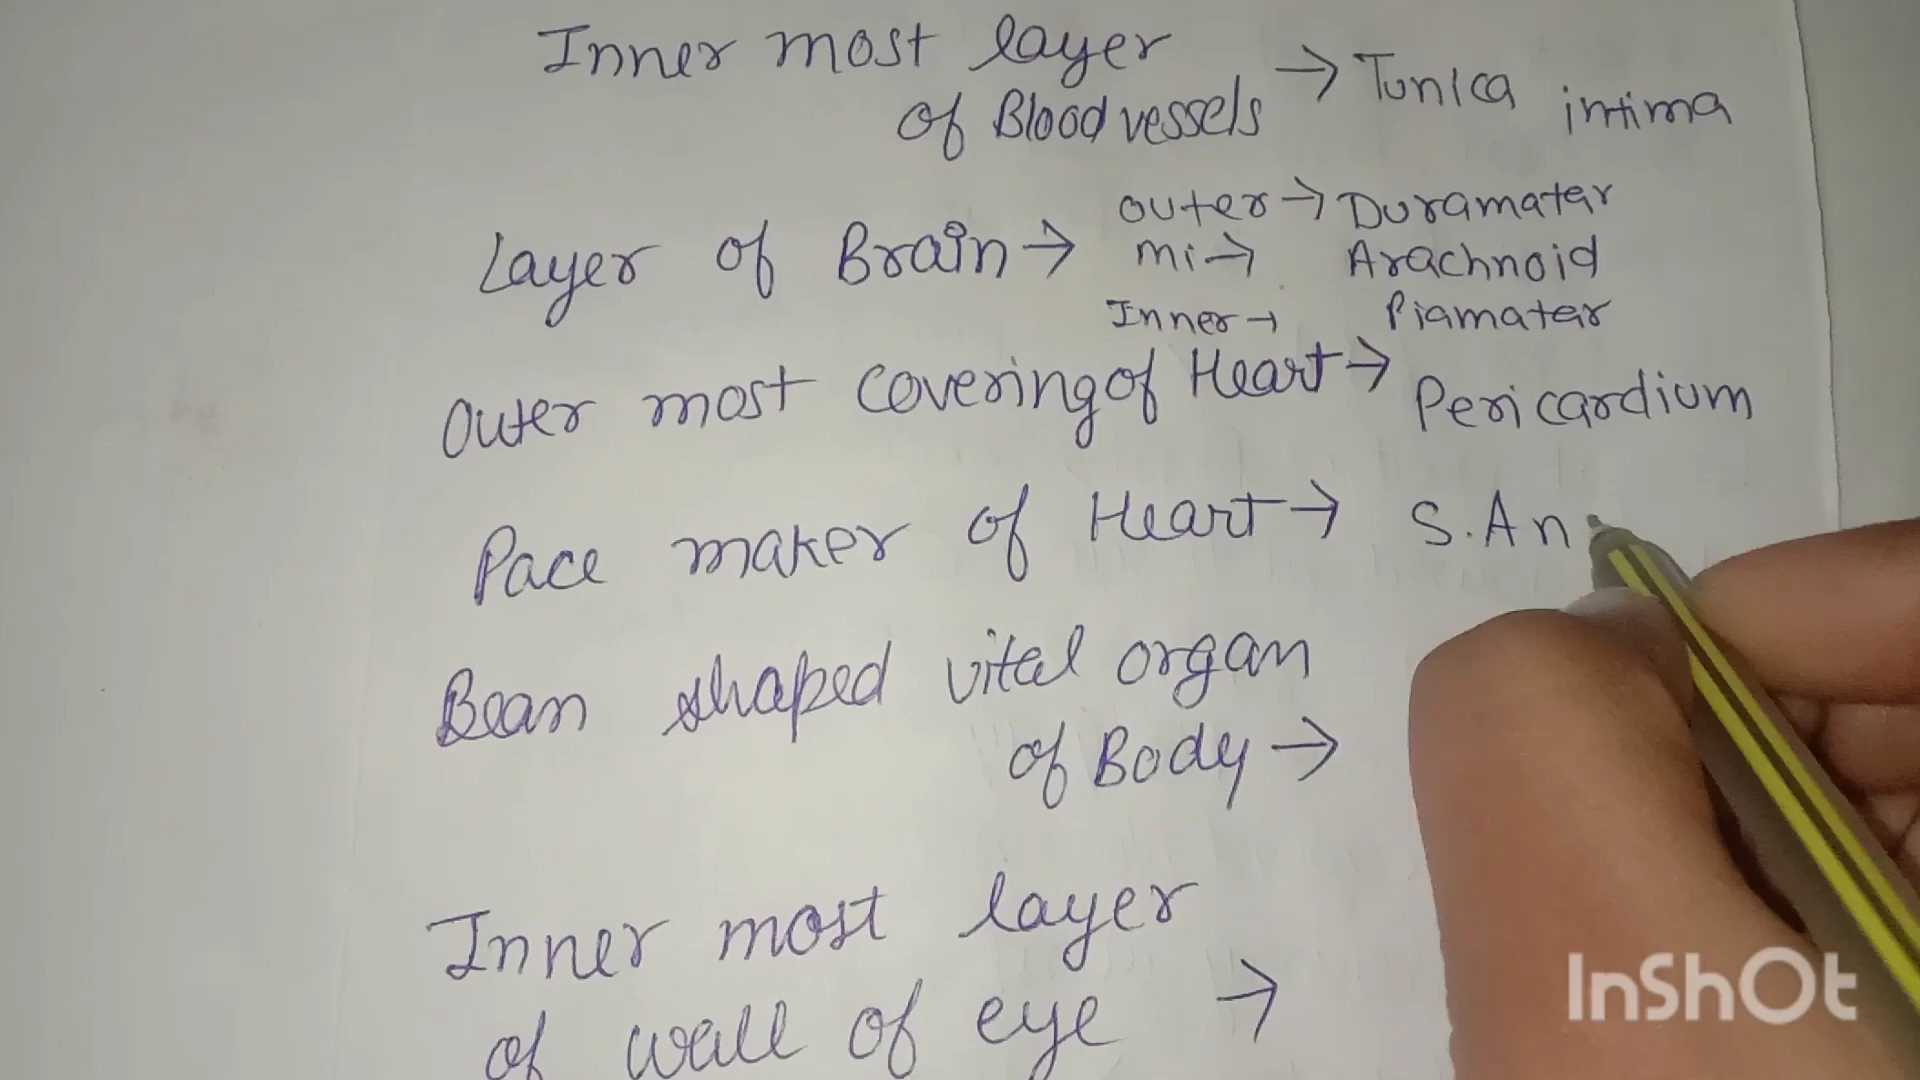 Inner most layer
of Blood vessels → Tunica intima
Layer of Brain → outer → Duramatar
mi → Arachnoid
Inner → Piamatar
Outer most covering of Heart → Pericardium
Pace maker of Heart → S.A n
Bean shaped vital organ
of Body →
Inner most layer
of wall of eye →
InShOt